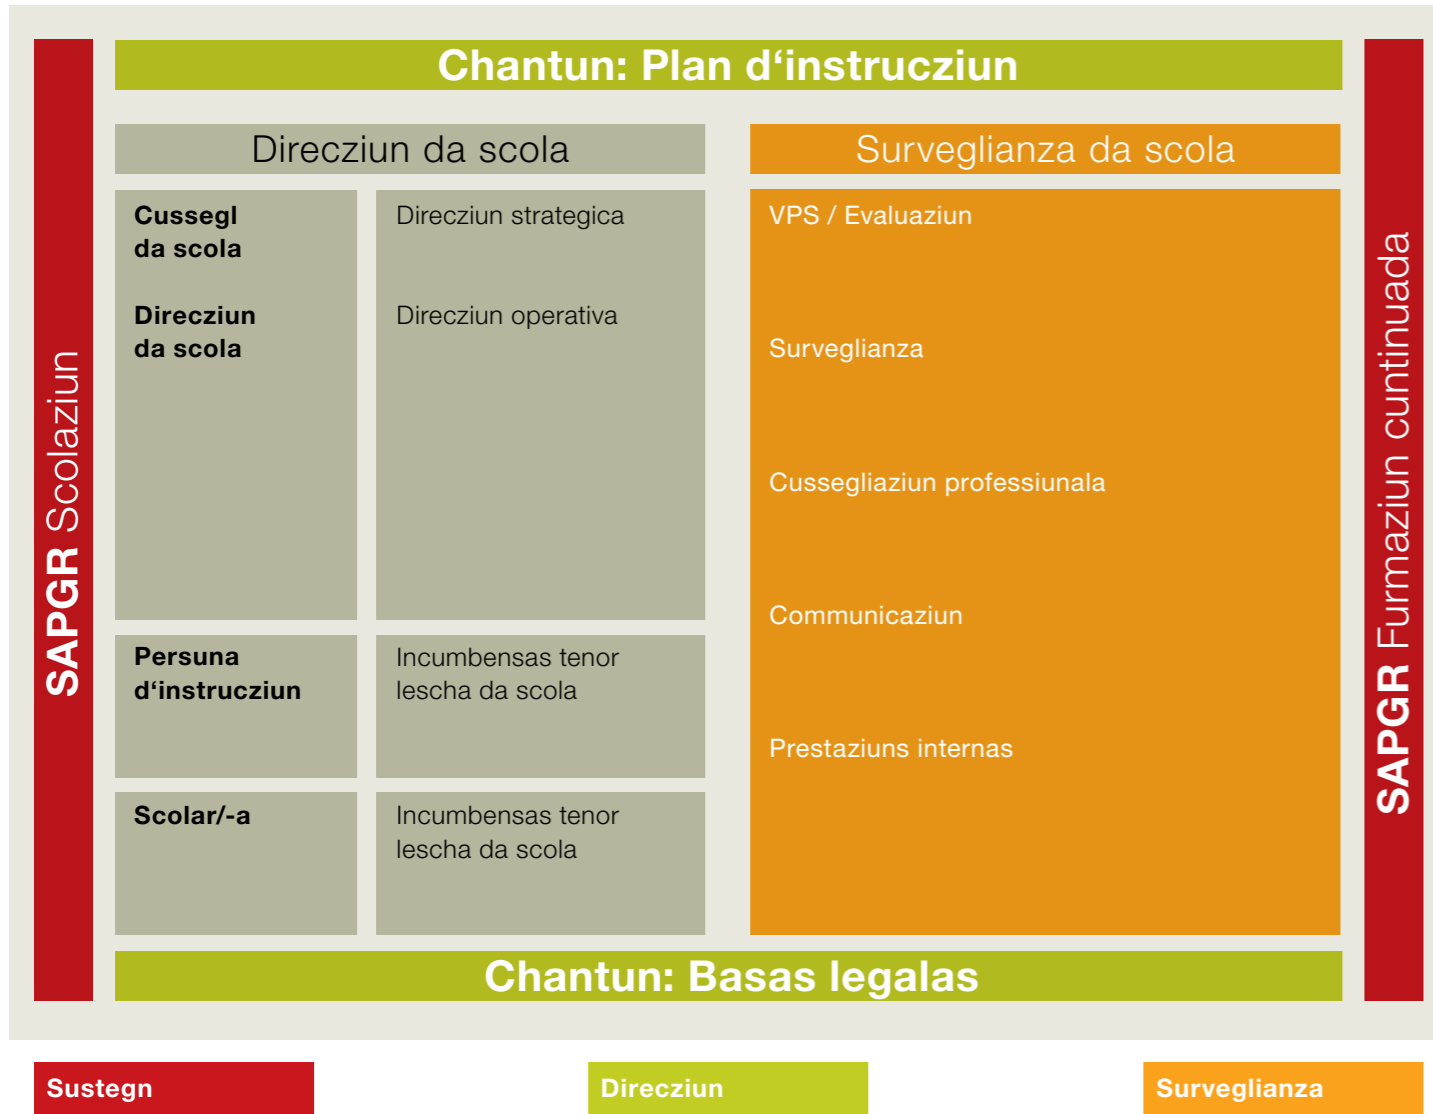 Chantun: Plan d‘instrucziun
SAPGR Scolaziun
Direcziun da scola
Cussegl
da scola
Direcziun strategica
Direcziun
da scola
Direcziun operativa
Persuna
d‘instrucziun
Incumbensas tenor
lescha da scola
Scolar/-a
Incumbensas tenor
lescha da scola
Surveglianza da scola
VPS / Evaluaziun
Surveglianza
Cussegliaziun professiunala
Communicaziun
Prestaziuns internas
SAPGR Furmaziun cuntinuada
Chantun: Basas legalas
Sustegn
Direcziun
Surveglianza